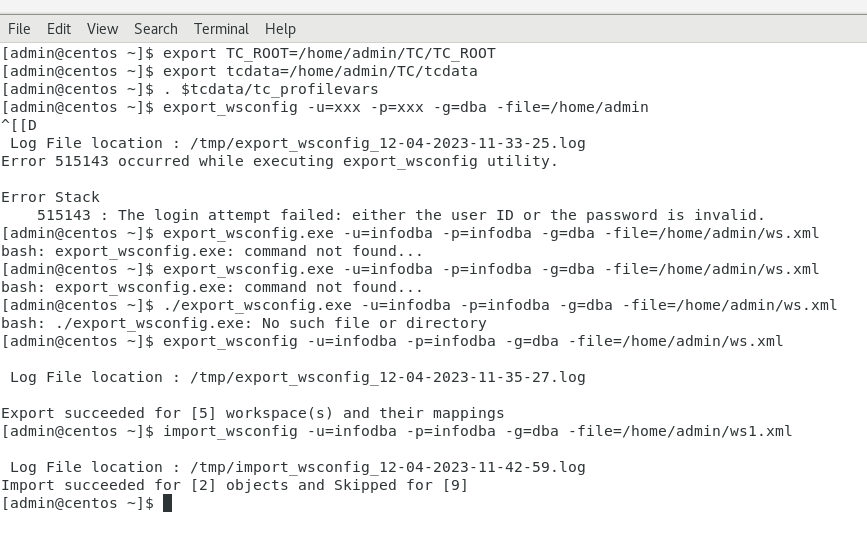 File Edit View Search Terminal Help
[admin@centos ~]$ export TC_ROOT=/home/admin/TC/TC_ROOT
[admin@centos ~]$ export tcdata=/home/admin/TC/tcdata
[admin@centos ~]$ . $tcdata/tc_profilevars
[admin@centos ~]$ export_wsconfig -u=xxx -p=xxx -g=dba -file=/home/admin
^[[D
 Log File location : /tmp/export_wsconfig_12-04-2023-11-33-25.log
Error 515143 occurred while executing export_wsconfig utility.
Error Stack
    515143 : The login attempt failed: either the user ID or the password is invalid.
[admin@centos ~]$ export_wsconfig.exe -u=infodba -p=infodba -g=dba -file=/home/admin/ws.xml
bash: export_wsconfig.exe: command not found...
[admin@centos ~]$ export_wsconfig.exe -u=infodba -p=infodba -g=dba -file=/home/admin/ws.xml
bash: export_wsconfig.exe: command not found...
[admin@centos ~]$ ./export_wsconfig.exe -u=infodba -p=infodba -g=dba -file=/home/admin/ws.xml
bash: ./export_wsconfig.exe: No such file or directory
[admin@centos ~]$ export_wsconfig -u=infodba -p=infodba -g=dba -file=/home/admin/ws.xml
 Log File location : /tmp/export_wsconfig_12-04-2023-11-35-27.log
Export succeeded for [5] workspace(s) and their mappings
[admin@centos ~]$ import_wsconfig -u=infodba -p=infodba -g=dba -file=/home/admin/ws1.xml
 Log File location : /tmp/import_wsconfig_12-04-2023-11-42-59.log
Import succeeded for [2] objects and Skipped for [9]
[admin@centos ~]$